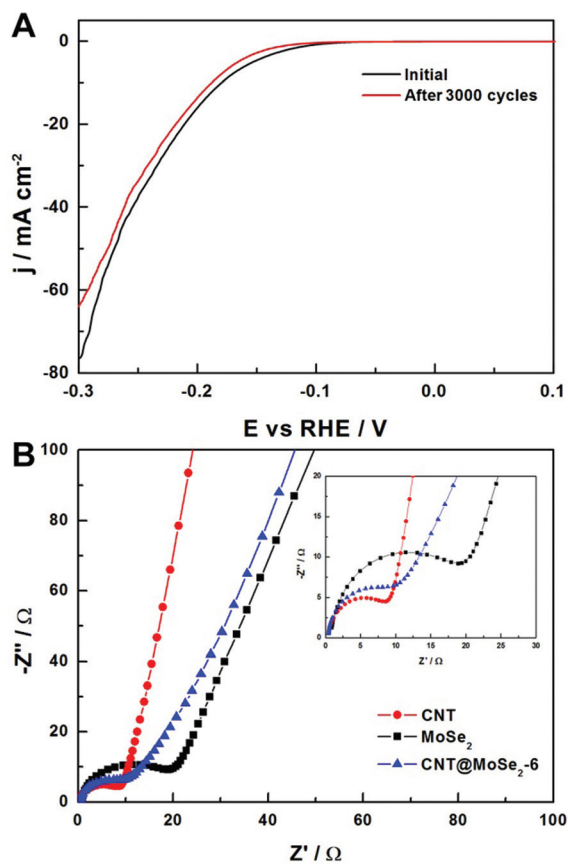 A
0
-20
-40
-60
-80
j / mA cm⁻²
Initial
After 3000 cycles
-0.3 -0.2 -0.1 0.0 0.1
E vs RHE / V
B
100
80
60
40
20
0
-Z'' / Ω
20
15
10
5
0
-Z'' / Ω
0 5 10 15 20 25 30
Z' / Ω
CNT
MoSe₂
CNT@MoSe₂-6
0 20 40 60 80 100
Z' / Ω